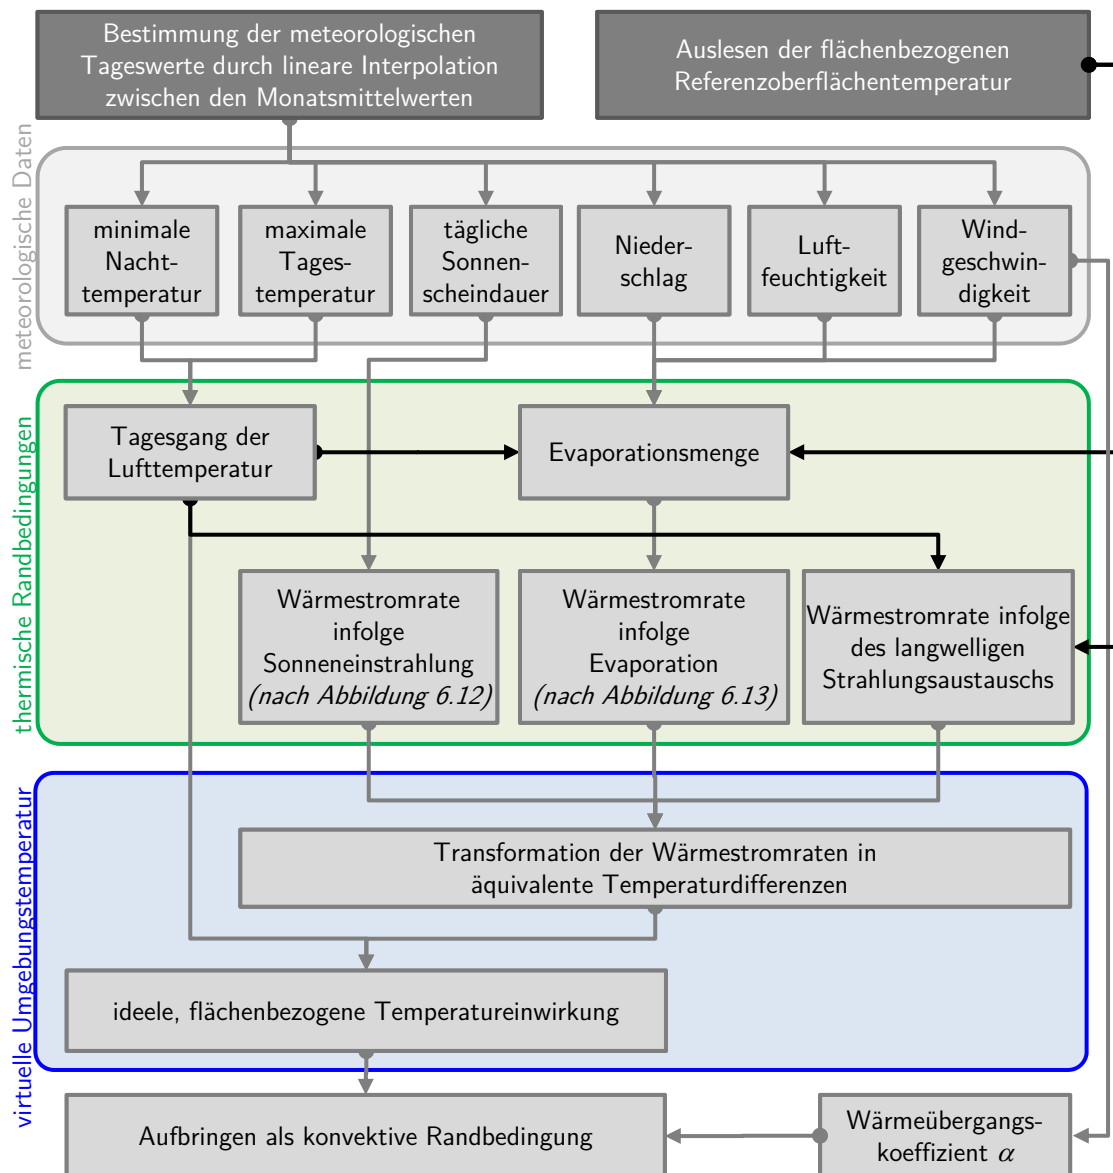 Bestimmung der meteorologischen
Tageswerte durch lineare Interpolation
zwischen den Monatsmittelwerten
Auslesen der flächenbezogenen
Referenzoberflächentemperatur
meteorologische Daten
minimale
Nacht-
temperatur
maximale
Tages-
temperatur
tägliche
Sonnen-
scheindauer
Nieder-
schlag
Luft-
feuchtigkeit
Wind-
geschwin-
digkeit
thermische Randbedingungen
Tagesgang der
Lufttemperatur
Evaporationsmenge
Wärmestromrate
infolge
Sonneneinstrahlung
(nach Abbildung 6.12)
Wärmestromrate
infolge
Evaporation
(nach Abbildung 6.13)
Wärmestromrate infolge
des langwelligen
Strahlungsaustauschs
virtuelle Umgebungstemperatur
Transformation der Wärmestromraten in
äquivalente Temperaturdifferenzen
ideele, flächenbezogene Temperatureinwirkung
Aufbringen als konvektive Randbedingung
Wärmeübergangs-
koeffizient α